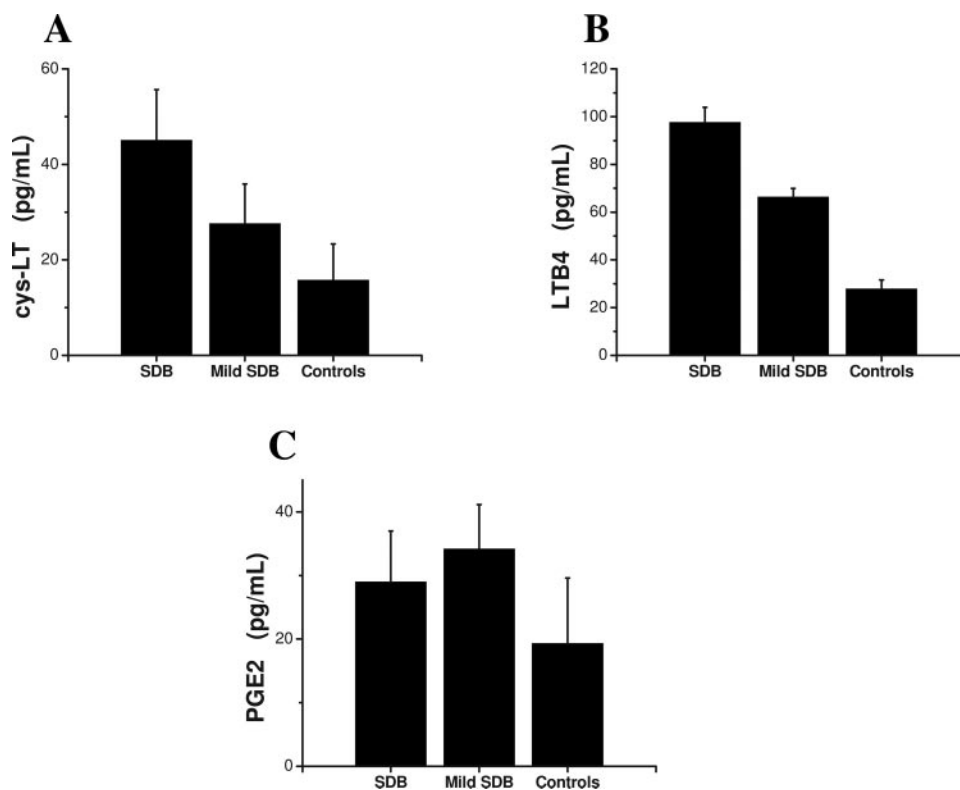 A
60
40
20
0
cys-LT (pg/mL)
SDB Mild SDB Controls
B
120
100
80
60
40
20
0
LTB4 (pg/mL)
SDB Mild SDB Controls
C
40
20
0
PGE2 (pg/mL)
SDB Mild SDB Controls